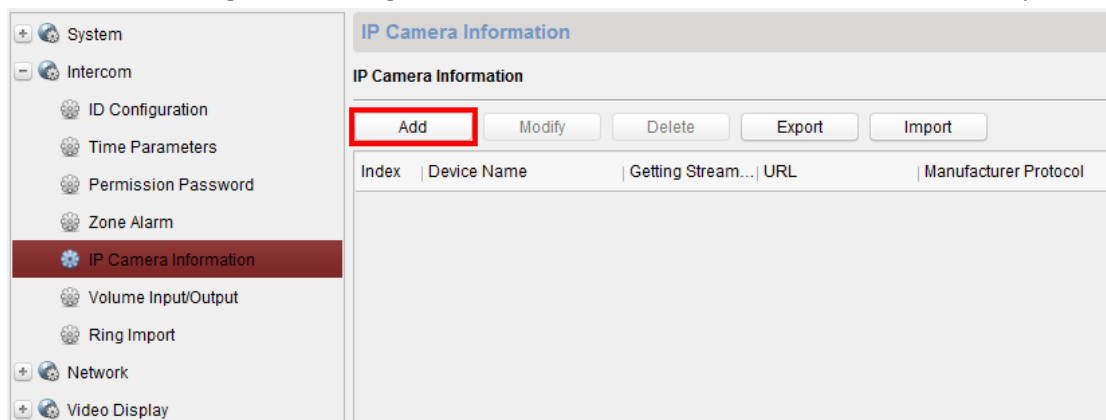 System
Intercom
ID Configuration
Time Parameters
Permission Password
Zone Alarm
IP Camera Information
Volume Input/Output
Ring Import
Network
Video Display
IP Camera Information
IP Camera Information
Add Modify Delete Export Import
Index Device Name Getting Stream... URL Manufacturer Protocol